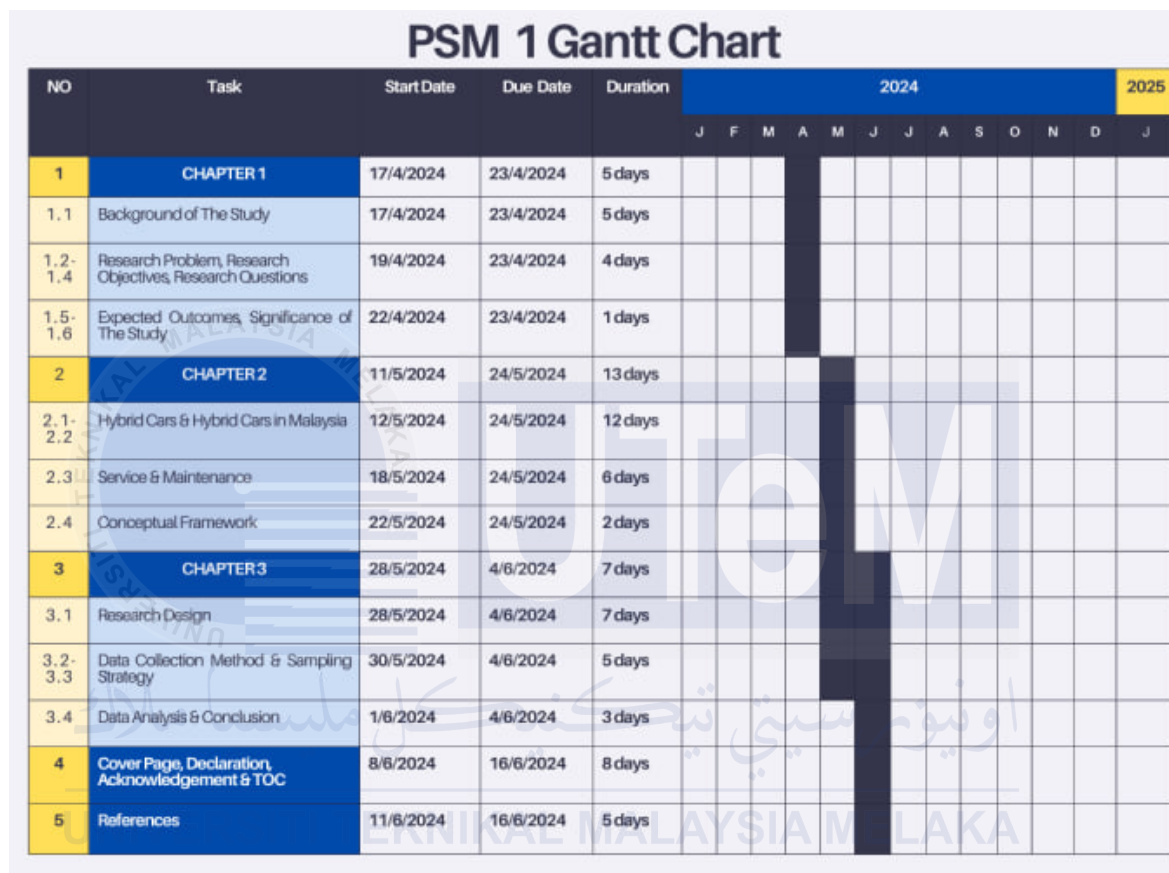 PSM 1 Gantt Chart
NO Task Start Date Due Date Duration 2024 2025
J F M A M J J A S O N D J
1 CHAPTER 1 17/4/2024 23/4/2024 5 days
1.1 Background of The Study 17/4/2024 23/4/2024 5 days
1.2- Research Problem, Research 19/4/2024 23/4/2024 4 days
1.4 Objectives, Research Questions
1.5- Expected Outcomes, Significance of 22/4/2024 23/4/2024 1 days
1.6 The Study
2 CHAPTER 2 11/5/2024 24/5/2024 13 days
2.1- Hybrid Cars & Hybrid Cars in Malaysia 12/5/2024 24/5/2024 12 days
2.2
2.3 Service & Maintenance 18/5/2024 24/5/2024 6 days
2.4 Conceptual Framework 22/5/2024 24/5/2024 2 days
3 CHAPTER 3 28/5/2024 4/6/2024 7 days
3.1 Research Design 28/5/2024 4/6/2024 7 days
3.2- Data Collection Method & Sampling 30/5/2024 4/6/2024 5 days
3.3 Strategy
3.4 Data Analysis & Conclusion 1/6/2024 4/6/2024 3 days
4 Cover Page, Declaration, 8/6/2024 16/6/2024 8 days
Acknowledgement & TOC
5 References 11/6/2024 16/6/2024 5 days
UTeM